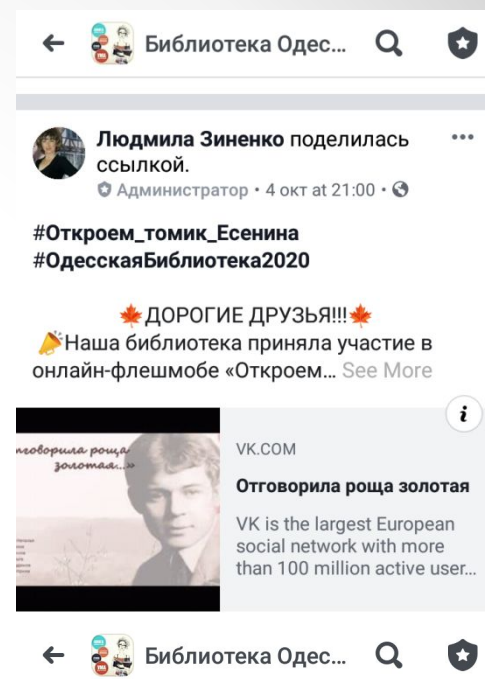 Библиотека Одес...
Людмила Зиненко поделилась
ссылкой.
Администратор • 4 окт at 21:00 •
#Откроем_томик_Есенина
#ОдесскаяБиблиотека2020
🍁ДОРОГИЕ ДРУЗЬЯ!!!🍁
📣Наша библиотека приняла участие в
онлайн-флешмобе «Откроем... See More
роща
золотая...»
VK.COM
Отговорила роща золотая
VK is the largest European
social network with more
than 100 million active user...
Библиотека Одес...